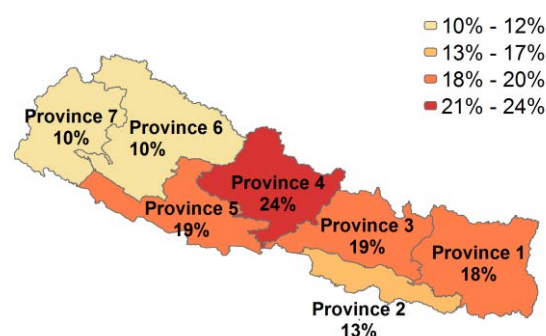 10% - 12%
13% - 17%
18% - 20%
21% - 24%
Province 7
10%
Province 6
10%
Province 4
24%
Province 5
19%
Province 3
19%
Province 1
18%
Province 2
13%